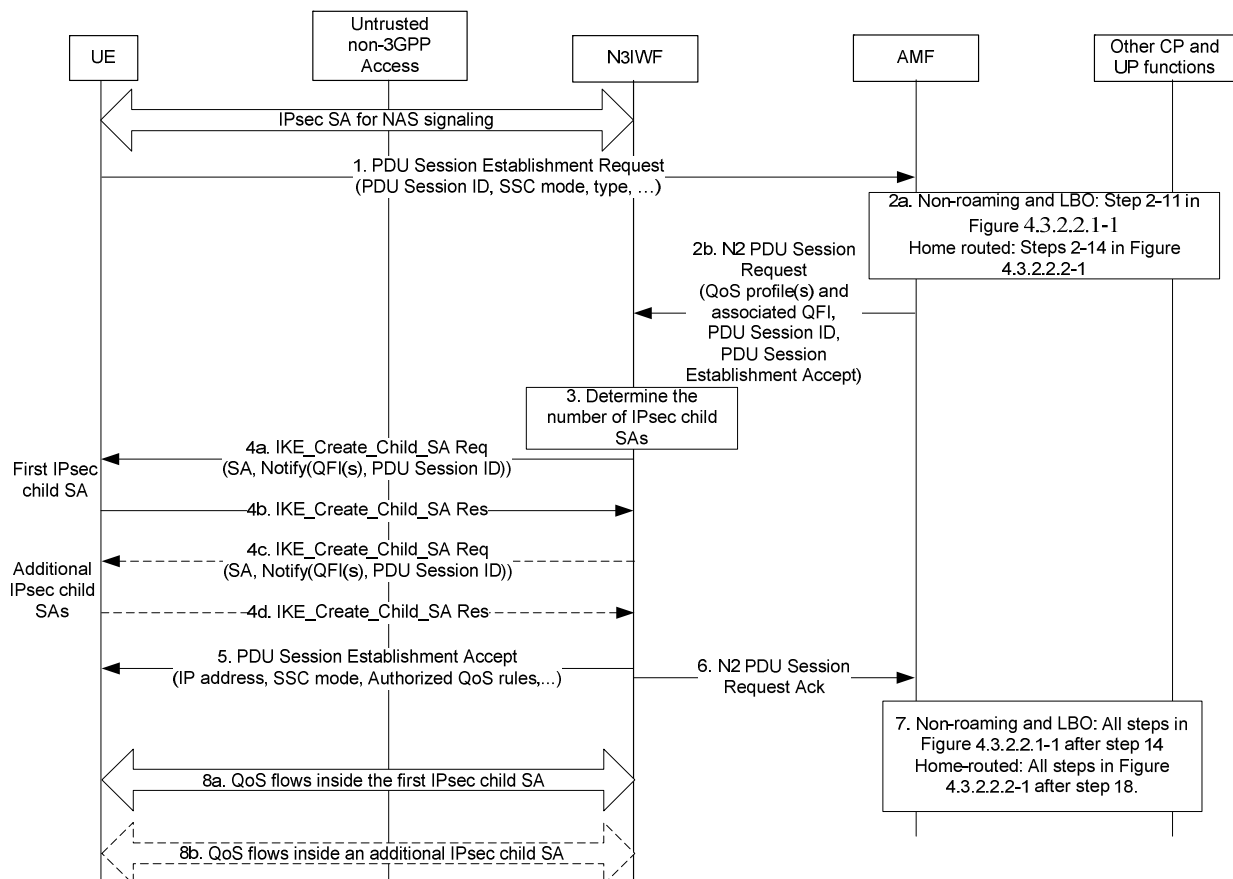 UE
Untrusted
non-3GPP
Access
N3IWF
AMF
Other CP and
UP functions
IPsec SA for NAS signaling
1. PDU Session Establishment Request
(PDU Session ID, SSC mode, type, ...)
2a. Non-roaming and LBO: Step 2-11 in
Figure 4.3.2.2.1-1
Home routed: Steps 2-14 in Figure
4.3.2.2.2-1
2b. N2 PDU Session
Request
(QoS profile(s) and
associated QFI,
PDU Session ID,
PDU Session
Establishment Accept)
3. Determine the
number of IPsec child
SAs
First IPsec
child SA
4a. IKE_Create_Child_SA Req
(SA, Notify(QFI(s), PDU Session ID))
4b. IKE_Create_Child_SA Res
Additional
IPsec child
SAs
4c. IKE_Create_Child_SA Req
(SA, Notify(QFI(s), PDU Session ID))
4d. IKE_Create_Child_SA Res
5. PDU Session Establishment Accept
(IP address, SSC mode, Authorized QoS rules,...)
6. N2 PDU Session
Request Ack
7. Non-roaming and LBO: All steps in
Figure 4.3.2.2.1-1 after step 14
Home-routed: All steps in Figure
4.3.2.2.2-1 after step 18.
8a. QoS flows inside the first IPsec child SA
8b. QoS flows inside an additional IPsec child SA